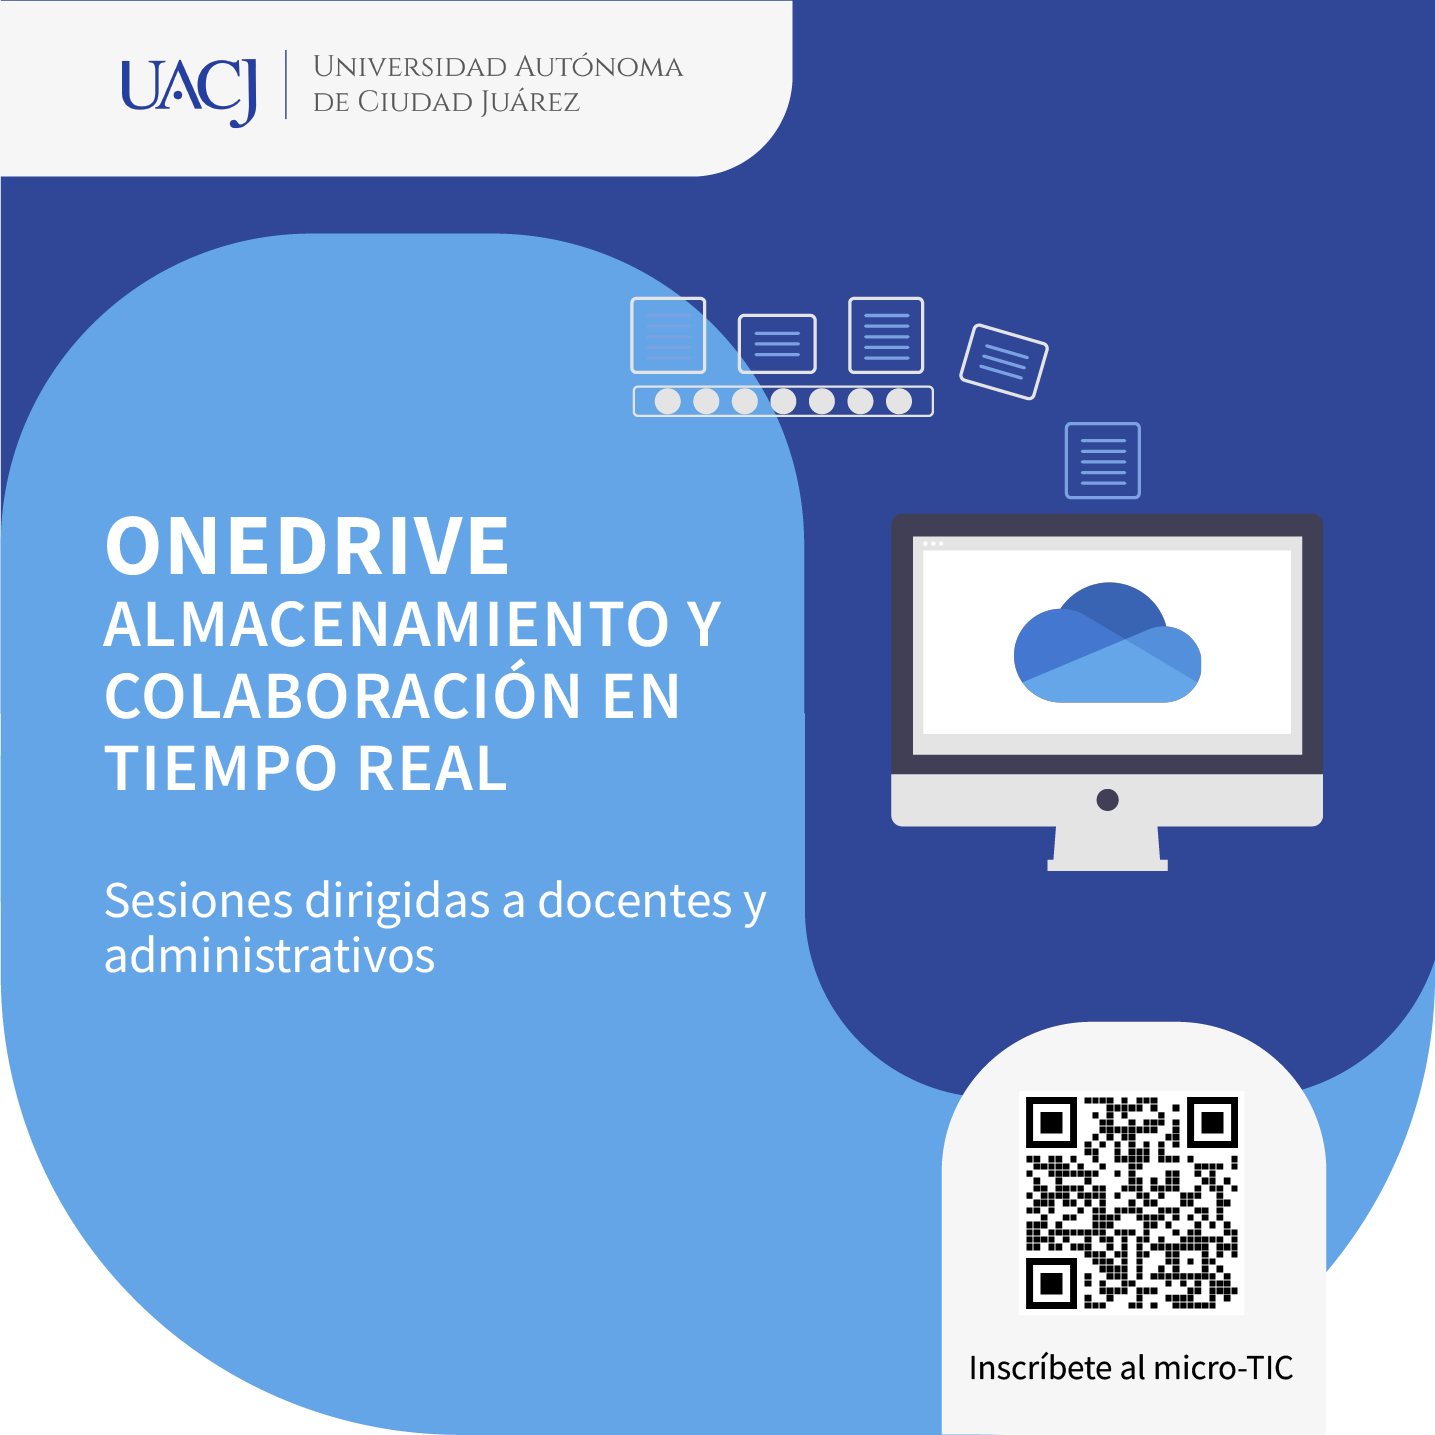 UACJ
UNIVERSIDAD AUTÓNOMA
DE CIUDAD JUÁREZ
ONEDRIVE
ALMACENAMIENTO Y
COLABORACIÓN EN
TIEMPO REAL
Sesiones dirigidas a docentes y
administrativos
Inscríbete al micro-TIC